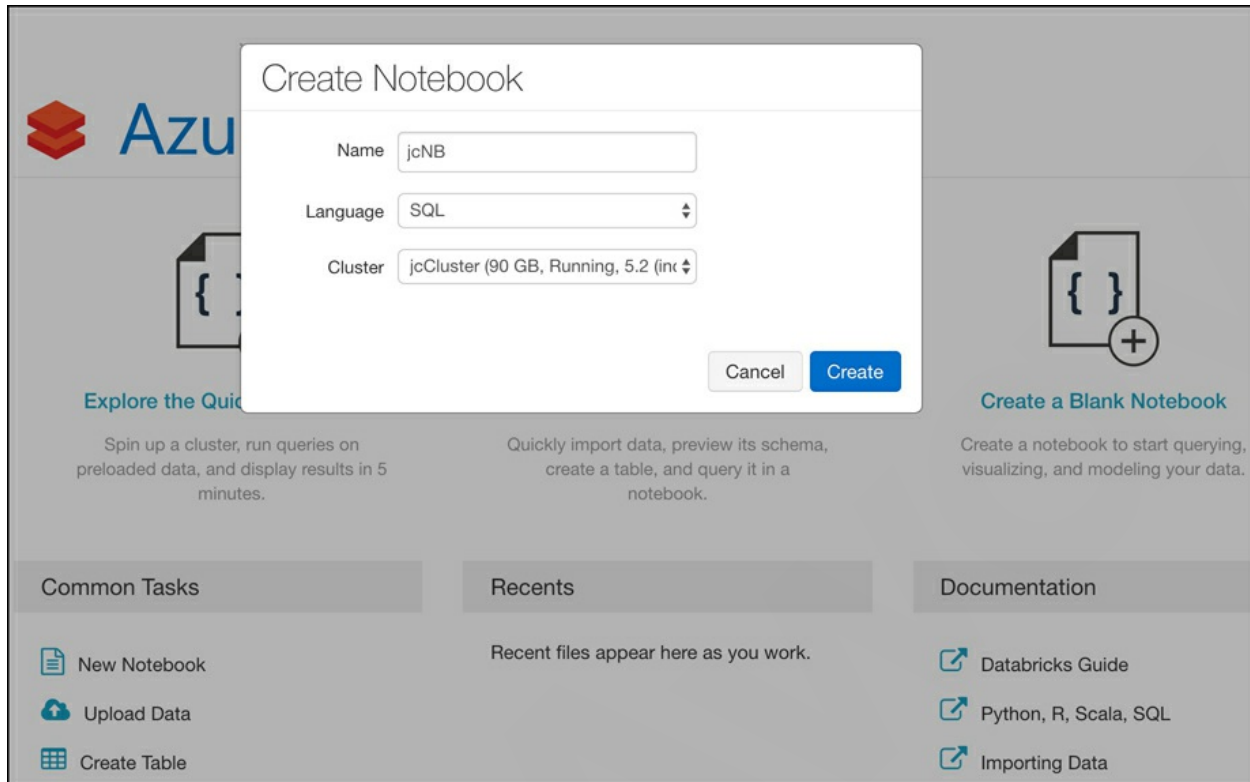 Create Notebook
Azu
Name jcNB
Language SQL
Cluster jcCluster (90 GB, Running, 5.2 (inc
Cancel Create
Explore the Quic
Spin up a cluster, run queries on
preloaded data, and display results in 5
minutes.
Quickly import data, preview its schema,
create a table, and query it in a
notebook.
Create a Blank Notebook
Create a notebook to start querying,
visualizing, and modeling your data.
Common Tasks
New Notebook
Upload Data
Create Table
Recents
Recent files appear here as you work.
Documentation
Databricks Guide
Python, R, Scala, SQL
Importing Data